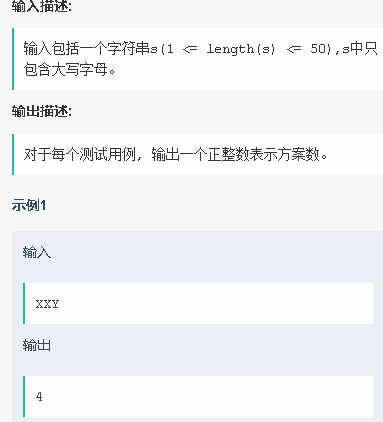 输入描述:
输入包括一个字符串s(1 <= length(s) <= 50),s中只
包含大写字母。
输出描述:
对于每个测试用例, 输出一个正整数表示方案数。
示例1
输入
XXY
输出
4